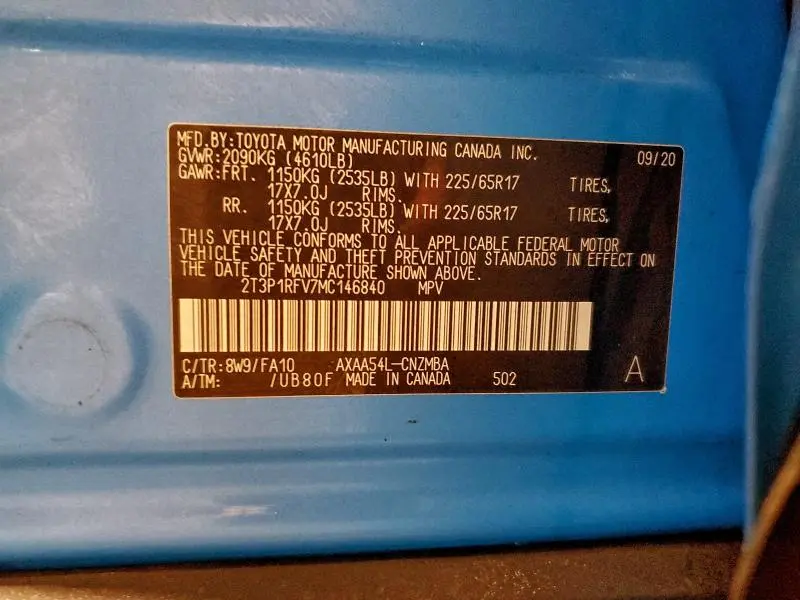 MFD.BY:TOYOTA MOTOR MANUFACTURING CANADA INC. 09/20
GVWR:2090KG (4610LB)
GAWR:FRT. 1150KG (2535LB) WITH 225/65R17 TIRES,
17X7.0J RIMS.
RR. 1150KG (2535LB) WITH 225/65R17 TIRES,
17X7.0J RIMS.
THIS VEHICLE CONFORMS TO ALL APPLICABLE FEDERAL MOTOR
VEHICLE SAFETY AND THEFT PREVENTION STANDARDS IN EFFECT ON
THE DATE OF MANUFACTURE SHOWN ABOVE.
2T3P1RFV7MC146840 MPV
C/TR:8W9/FA10 AXAA54L-CNZMBA
A/TM: /UB80F MADE IN CANADA 502 A